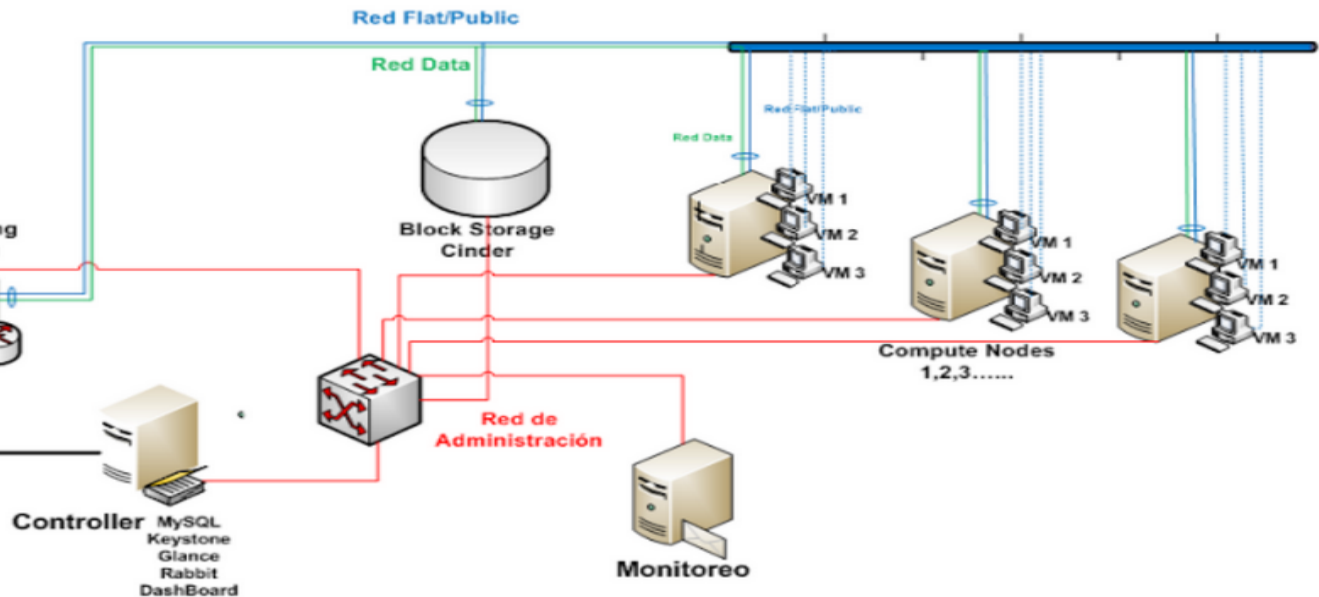 Red Flat/Public
Red Data
Red Flat/Public
Red Data
VM 1
VM 2
VM 3
VM 1
VM 2
VM 3
VM 1
VM 2
VM 3
Block Storage
Cinder
Compute Nodes
1,2,3......
Red de
Administración
Controller
MySQL
Keystone
Glance
Rabbit
DashBoard
Monitoreo